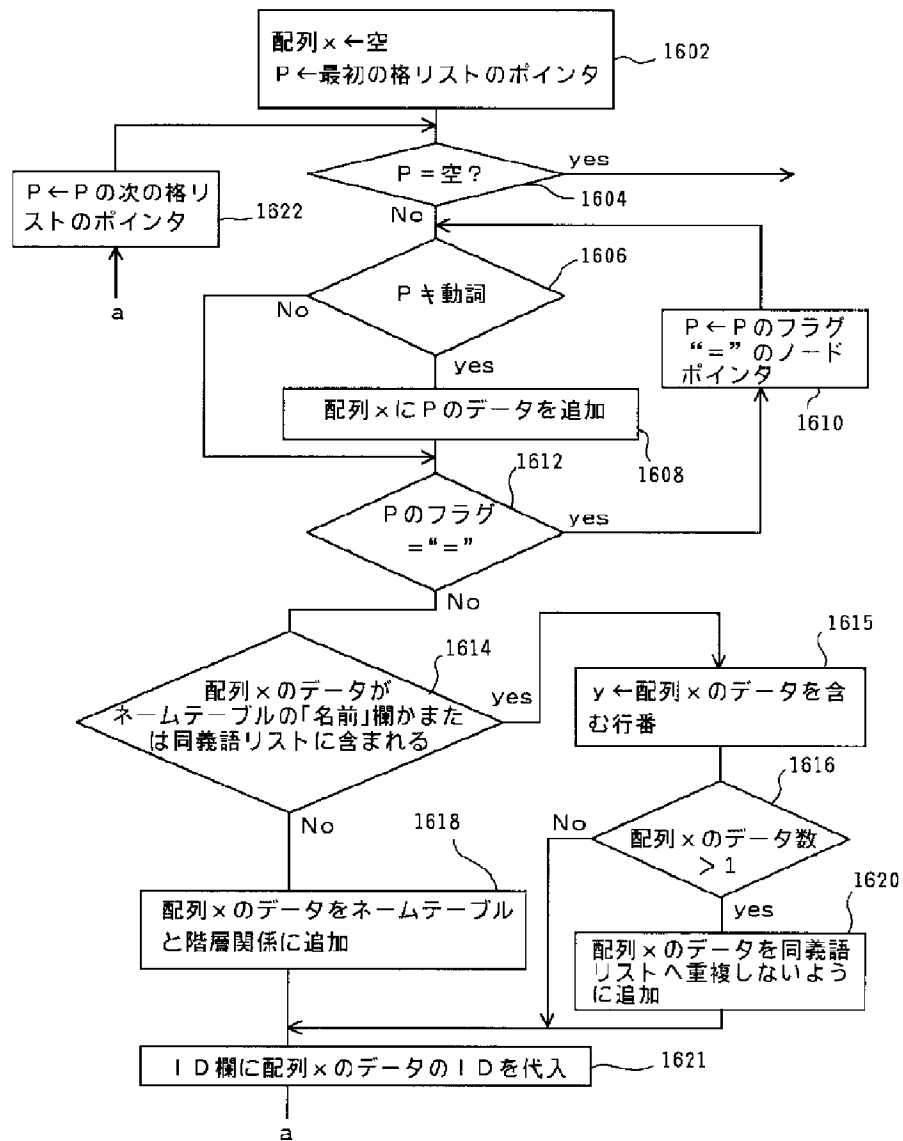 配列x←空
P←最初の格リストのポインタ
1602
P=空?
yes
1604
No
P←Pの次の格リ
ストのポインタ
1622
a
P≠動詞
1606
No
yes
P←Pのフラグ
“=”のノード
ポインタ
1610
配列xにPのデータを追加
1608
1612
Pのフラグ
=“=”
yes
No
1614
配列xのデータが
ネームテーブルの「名前」欄かまた
は同義語リストに含まれる
yes
No
1615
y←配列xのデータを含
む行番
1616
配列xのデータ数
>1
No
yes
1618
配列xのデータをネームテーブル
と階層関係に追加
1620
配列xのデータを同義語
リストへ重複しないよう
に追加
ID欄に配列xのデータのIDを代入
1621
a